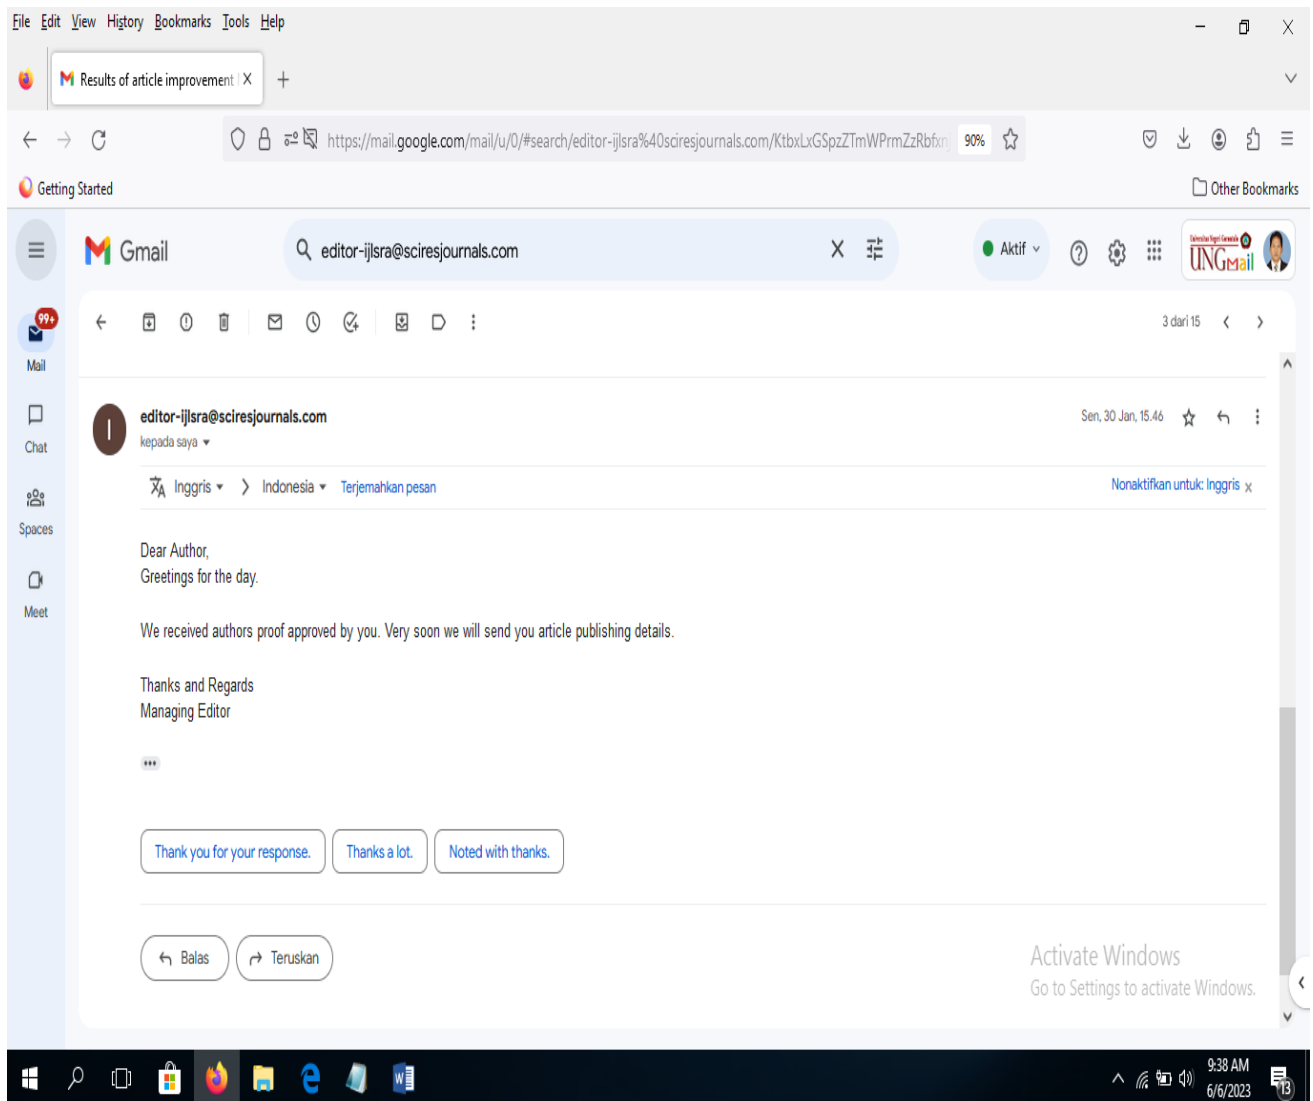 File Edit View History Bookmarks Tools Help
Results of article improvement
https://mail.google.com/mail/u/0/#search/editor-ijlsra%40sciresjournals.com/KtbxLxGSpzZTmWPrmZzRbfxn
90%
Getting Started
Other Bookmarks
Gmail
editor-ijlsra@sciresjournals.com
Aktif
Universitas Negeri Gorontalo
UNGMail
99+
Mail
3 dari 15
Chat
Spaces
Meet
I
editor-ijlsra@sciresjournals.com
Sen, 30 Jan, 15.46
kepada saya
Inggris
Indonesia
Terjemahkan pesan
Nonaktifkan untuk: Inggris x
Dear Author,
Greetings for the day.
We received authors proof approved by you. Very soon we will send you article publishing details.
Thanks and Regards
Managing Editor
Thank you for your response.
Thanks a lot.
Noted with thanks.
Balas
Teruskan
Activate Windows
Go to Settings to activate Windows.
9:38 AM
6/6/2023
13